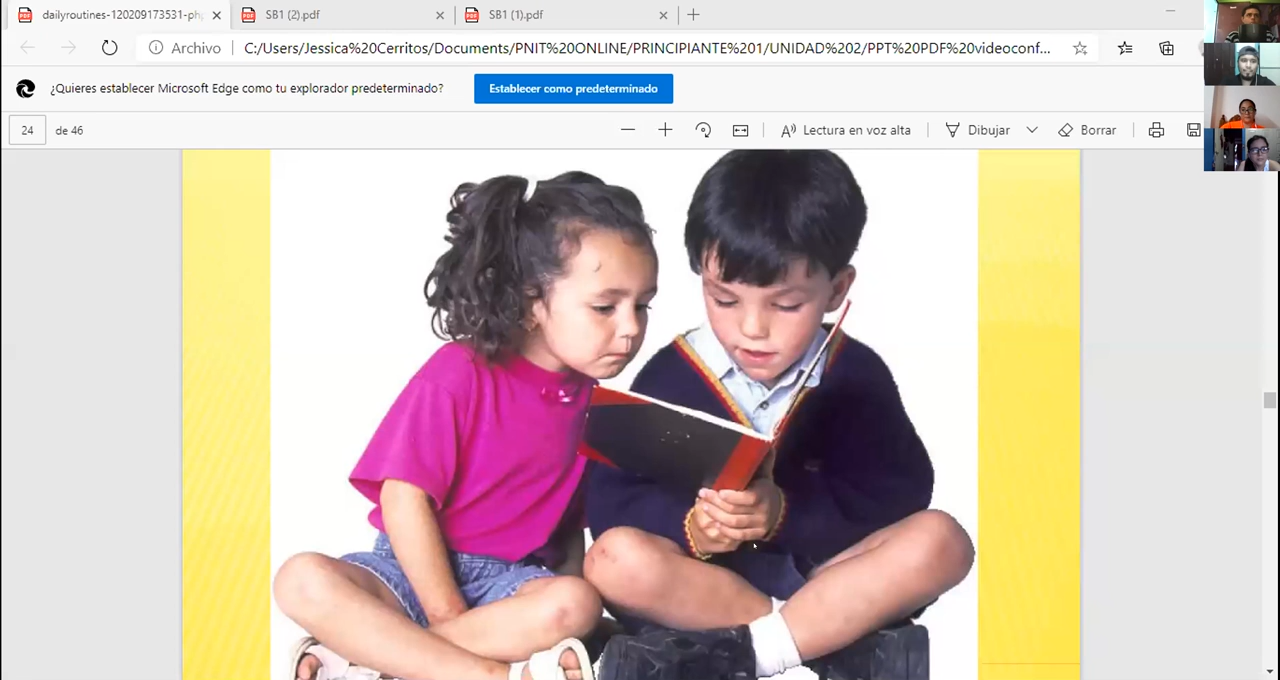 dailyroutines-120209173531-ph
SB1 (2).pdf
SB1 (1).pdf
Archivo
C:/Users/Jessica%20Cerritos/Documents/PNIT%20ONLINE/PRINCIPIANTE%201/UNIDAD%202/PPT%20PDF%20videoconf...
¿Quieres establecer Microsoft Edge como tu explorador predeterminado?
Establecer como predeterminado
24 de 46
Lectura en voz alta
Dibujar
Borrar